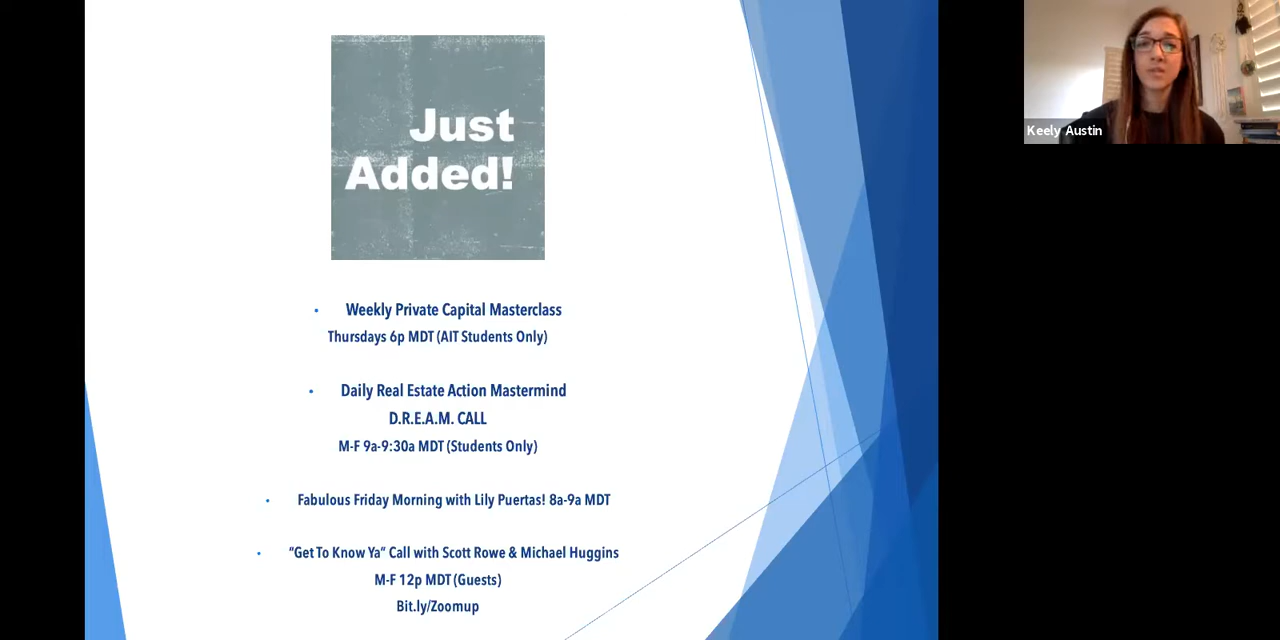 Just
Added!
Weekly Private Capital Masterclass
Thursdays 6p MDT (AIT Students Only)
Daily Real Estate Action Mastermind
D.R.E.A.M. CALL
M-F 9a-9:30a MDT (Students Only)
Fabulous Friday Morning with Lily Puertas! 8a-9a MDT
“Get To Know Ya” Call with Scott Rowe & Michael Huggins
M-F 12p MDT (Guests)
Bit.ly/Zoomup
Keely Austin